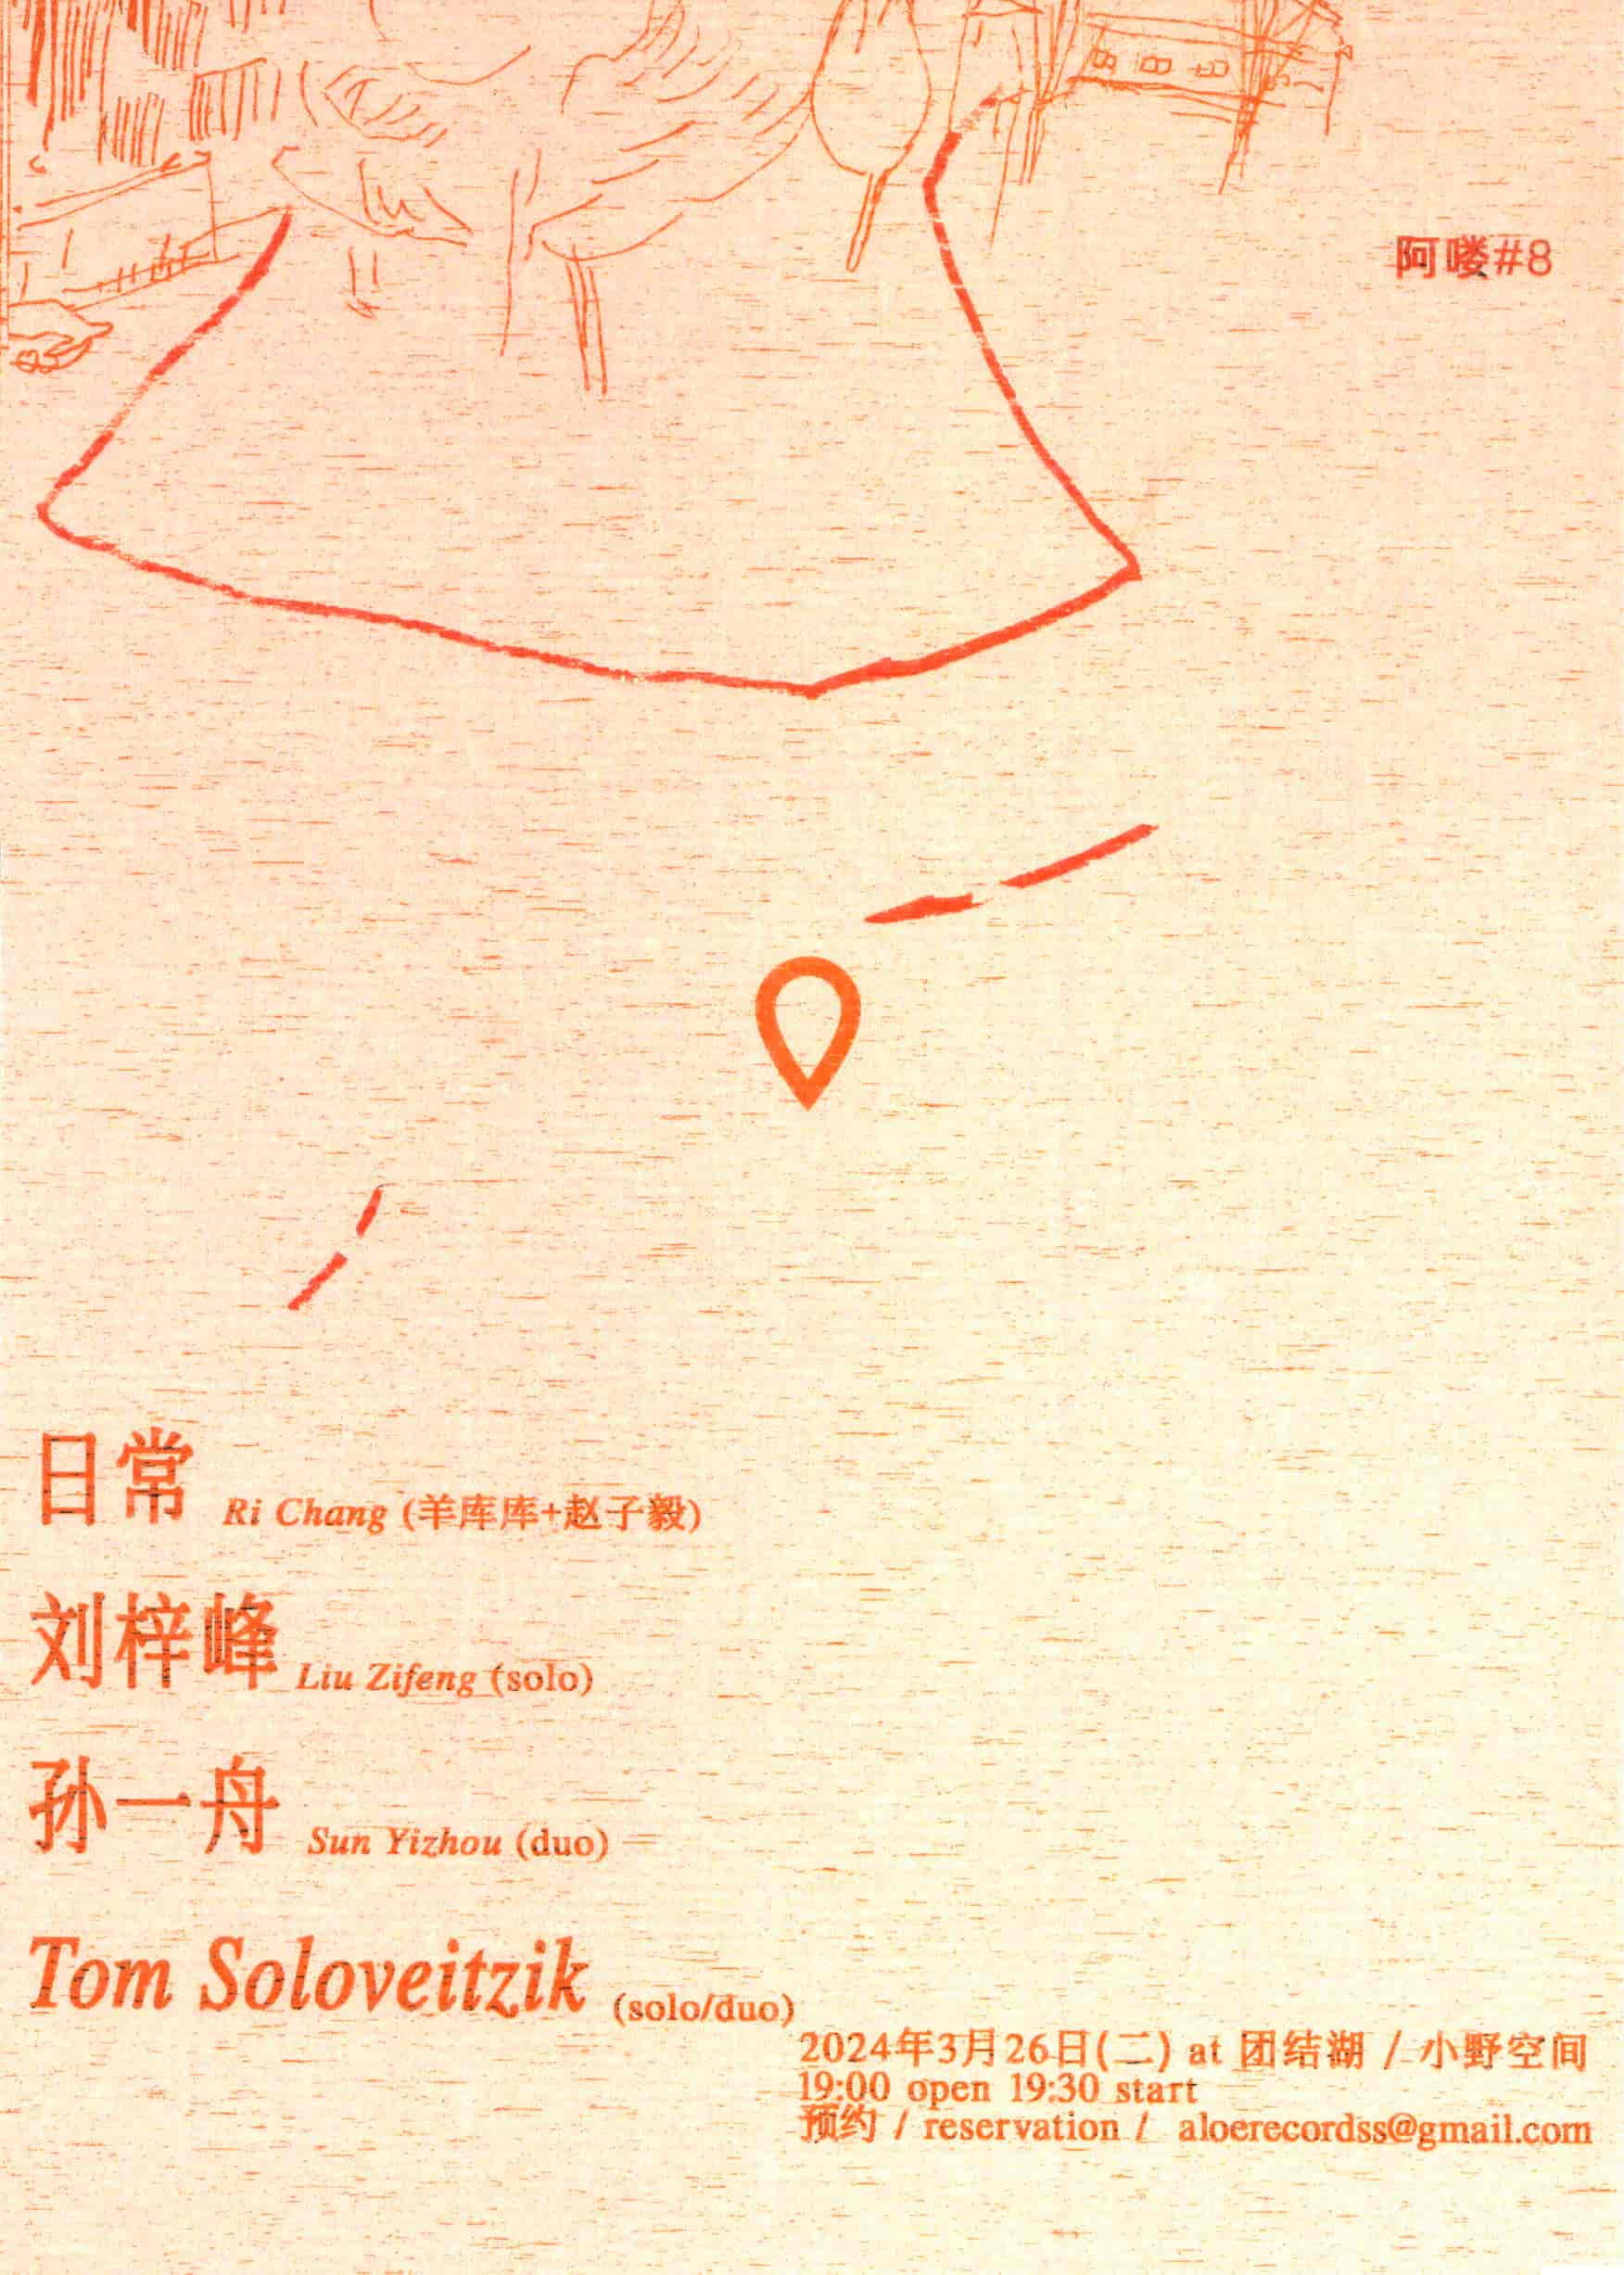 阿喽#8
日常 Ri Chang (羊库库+赵子毅)
刘梓峰 Liu Zifeng (solo)
孙一舟 Sun Yizhou (duo)
Tom Soloveitzik (solo/duo)
2024年3月26日(二) at 团结湖 / 小野空间
19:00 open 19:30 start
预约 / reservation / aloerecordss@gmail.com